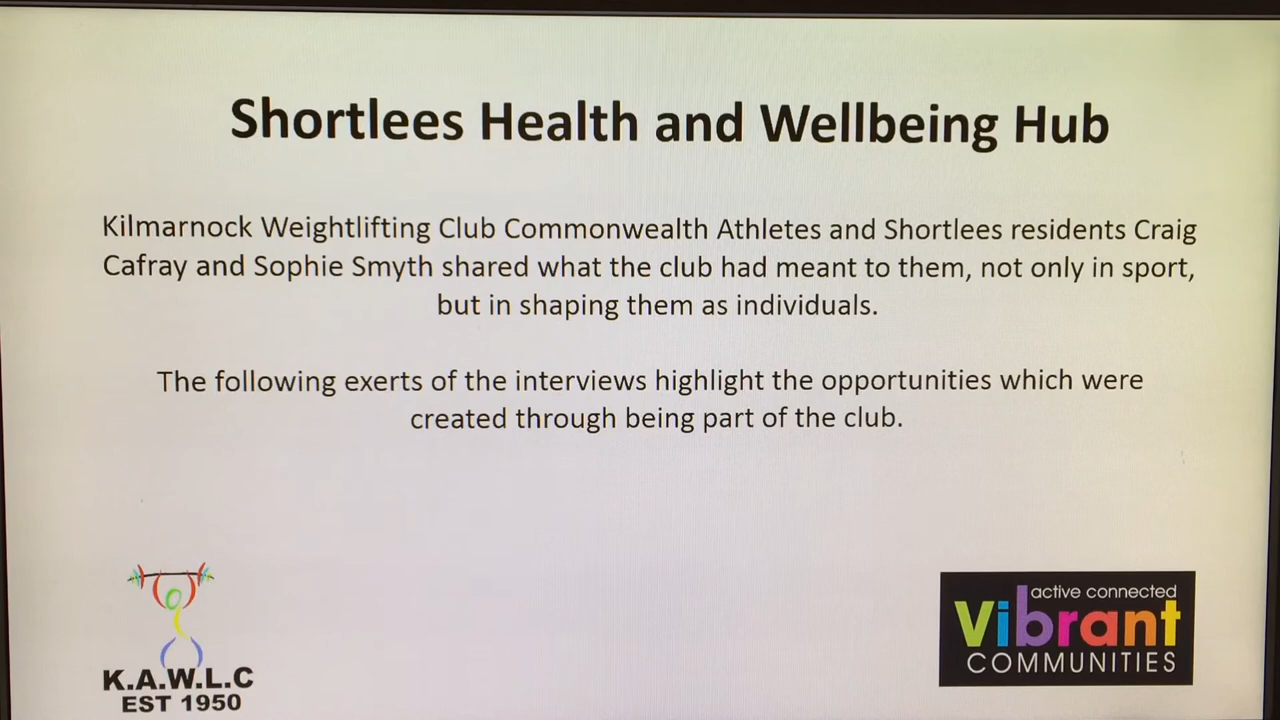 Shortlees Health and Wellbeing Hub
Kilmarnock Weightlifting Club Commonwealth Athletes and Shortlees residents Craig
Cafray and Sophie Smyth shared what the club had meant to them, not only in sport,
but in shaping them as individuals.
The following exerts of the interviews highlight the opportunities which were
created through being part of the club.
K.A.W.L.C
EST 1950
active connected
Vibrant
COMMUNITIES